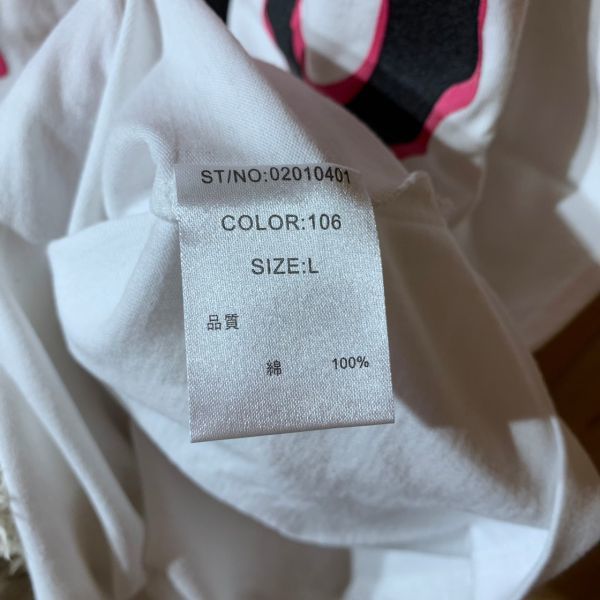 ST/NO:02010401
COLOR:106
SIZE:L
品質
綿 100%